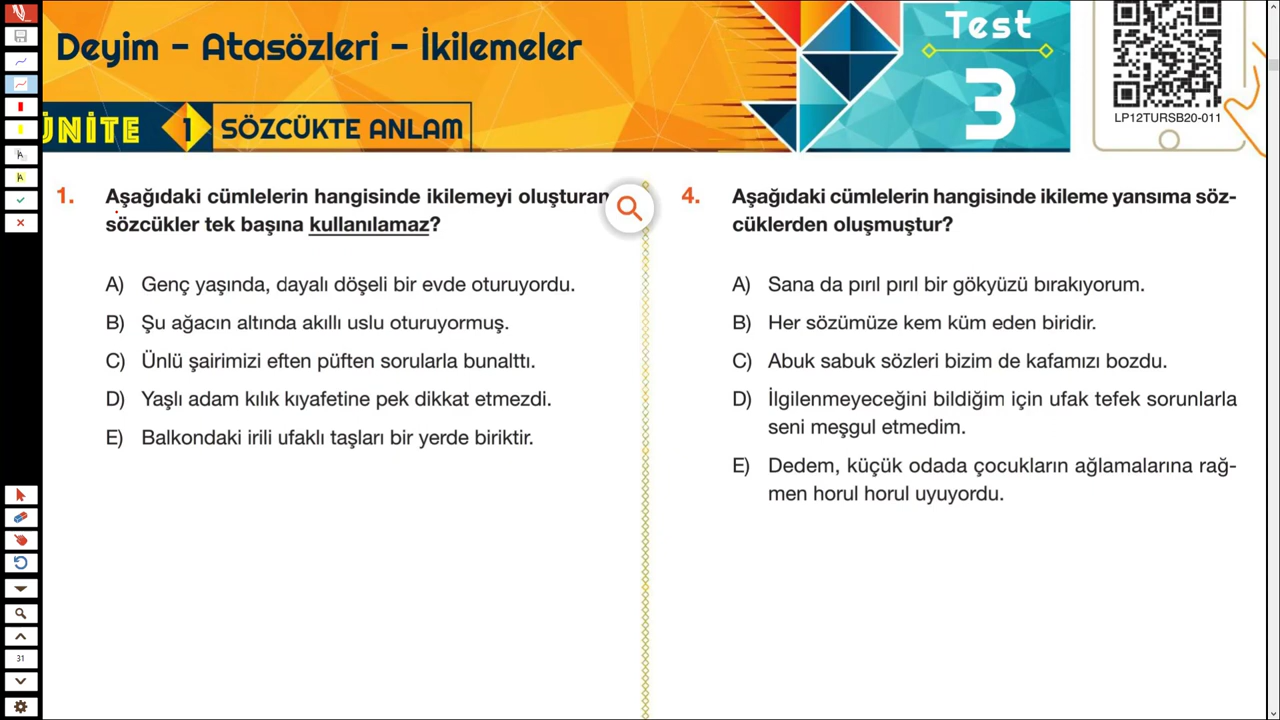 Deyim - Atasözleri - İkilemeler
Test
3
ÜNİTE 1 SÖZCÜKTE ANLAM
LP12TURSB20-011
1. Aşağıdaki cümlelerin hangisinde ikilemeyi oluşturan
sözcükler tek başına kullanılamaz?
A) Genç yaşında, dayalı döşeli bir evde oturuyordu.
B) Şu ağacın altında akıllı uslu oturuyormuş.
C) Ünlü şairimizi eften püften sorularla bunalttı.
D) Yaşlı adam kılık kıyafetine pek dikkat etmezdi.
E) Balkondaki irili ufaklı taşları bir yerde biriktir.
4. Aşağıdaki cümlelerin hangisinde ikileme yansıma söz-
cüklerden oluşmuştur?
A) Sana da pırıl pırıl bir gökyüzü bırakıyorum.
B) Her sözümüze kem küm eden biridir.
C) Abuk sabuk sözleri bizim de kafamızı bozdu.
D) İlgilenmeyeceğini bildiğim için ufak tefek sorunlarla
seni meşgul etmedim.
E) Dedem, küçük odada çocukların ağlamalarına rağ-
men horul horul uyuyordu.
31